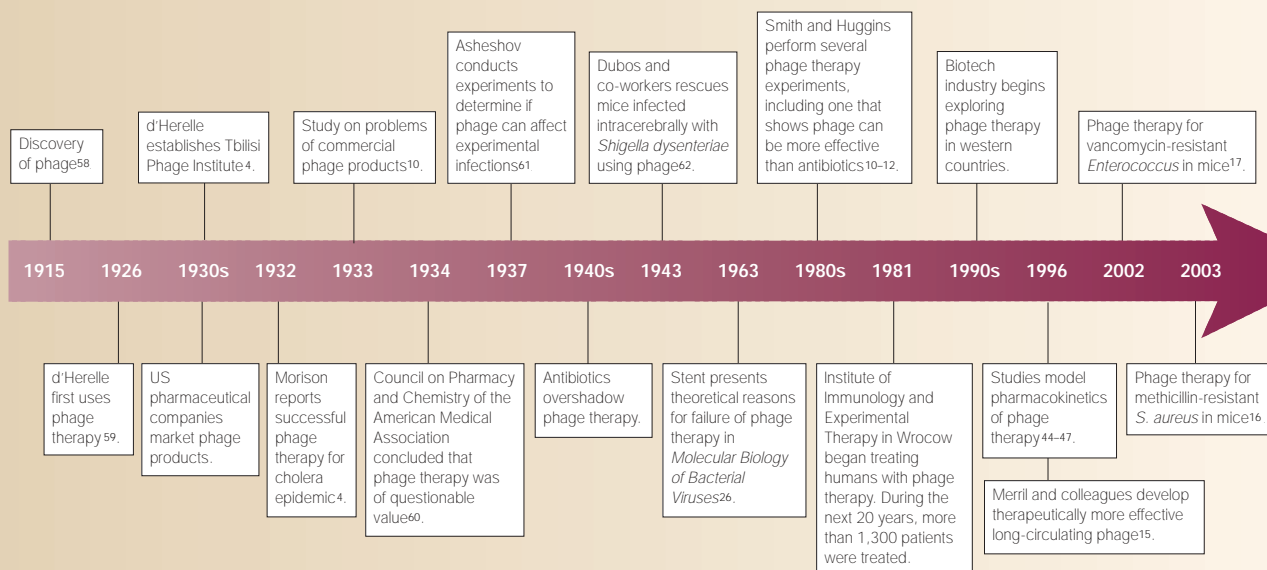 Discovery
of phage58.
d'Herelle
establishes Tbilisi
Phage Institute4.
Study on problems
of commercial
phage products10.
Asheshov
conducts
experiments to
determine if
phage can affect
experimental
infections61.
Dubos and
co-workers rescues
mice infected
intracerebrally with
Shigella dysenteriae
using phage62.
Smith and Huggins
perform several
phage therapy
experiments,
including one that
shows phage can
be more effective
than antibiotics10–12.
Biotech
industry begins
exploring
phage therapy
in western
countries.
Phage therapy for
vancomycin-resistant
Enterococcus in mice17.
1915 1926 1930s 1932 1933 1934 1937 1940s 1943 1963 1980s 1981 1990s 1996 2002 2003
d'Herelle
first uses
phage
therapy59.
US
pharmaceutical
companies
market phage
products.
Morison
reports
successful
phage
therapy for
cholera
epidemic4.
Council on Pharmacy
and Chemistry of the
American Medical
Association
concluded that
phage therapy was
of questionable
value60.
Antibiotics
overshadow
phage therapy.
Stent presents
theoretical reasons
for failure of phage
therapy in
Molecular Biology
of Bacterial
Viruses26.
Institute of
Immunology and
Experimental
Therapy in Wrocow
began treating
humans with phage
therapy. During the
next 20 years, more
than 1,300 patients
were treated.
Studies model
pharmacokinetics
of phage
therapy44–47.
Merril and colleagues develop
therapeutically more effective
long-circulating phage15.
Phage therapy for
methicillin-resistant
S. aureus in mice16.